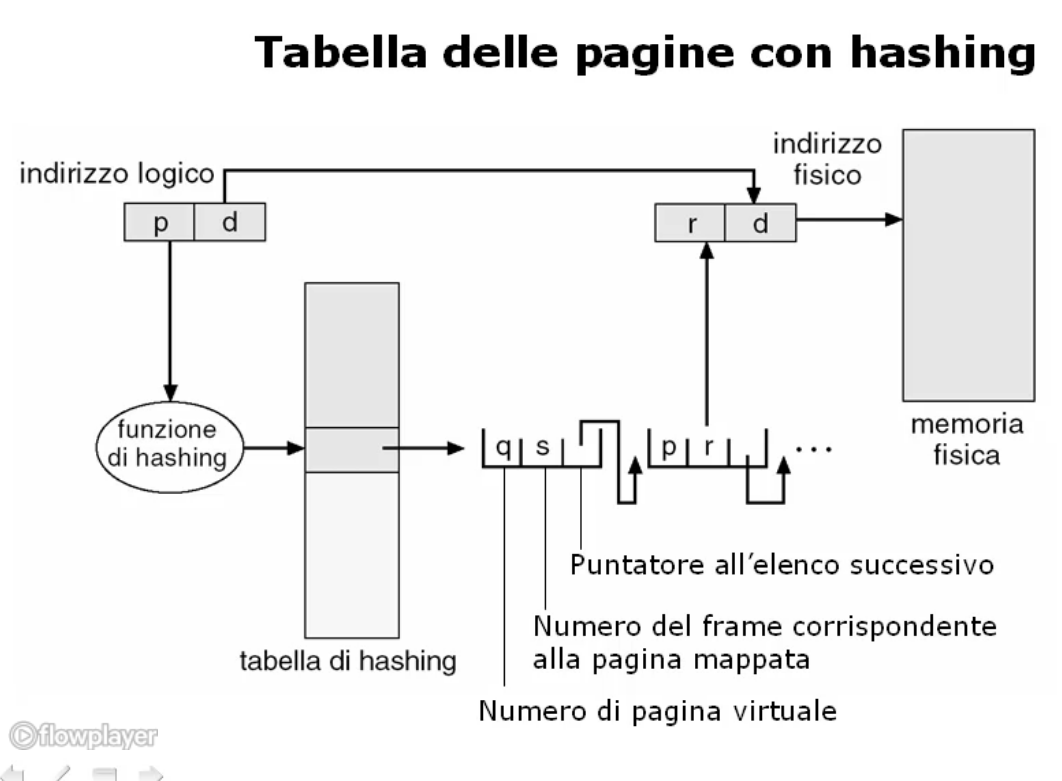 Tabella delle pagine con hashing
indirizzo logico
p d
indirizzo
fisico
r d
funzione
di hashing
q s
p r
...
memoria
fisica
Puntatore all'elenco successivo
Numero del frame corrispondente
alla pagina mappata
tabella di hashing
Numero di pagina virtuale
flowplayer